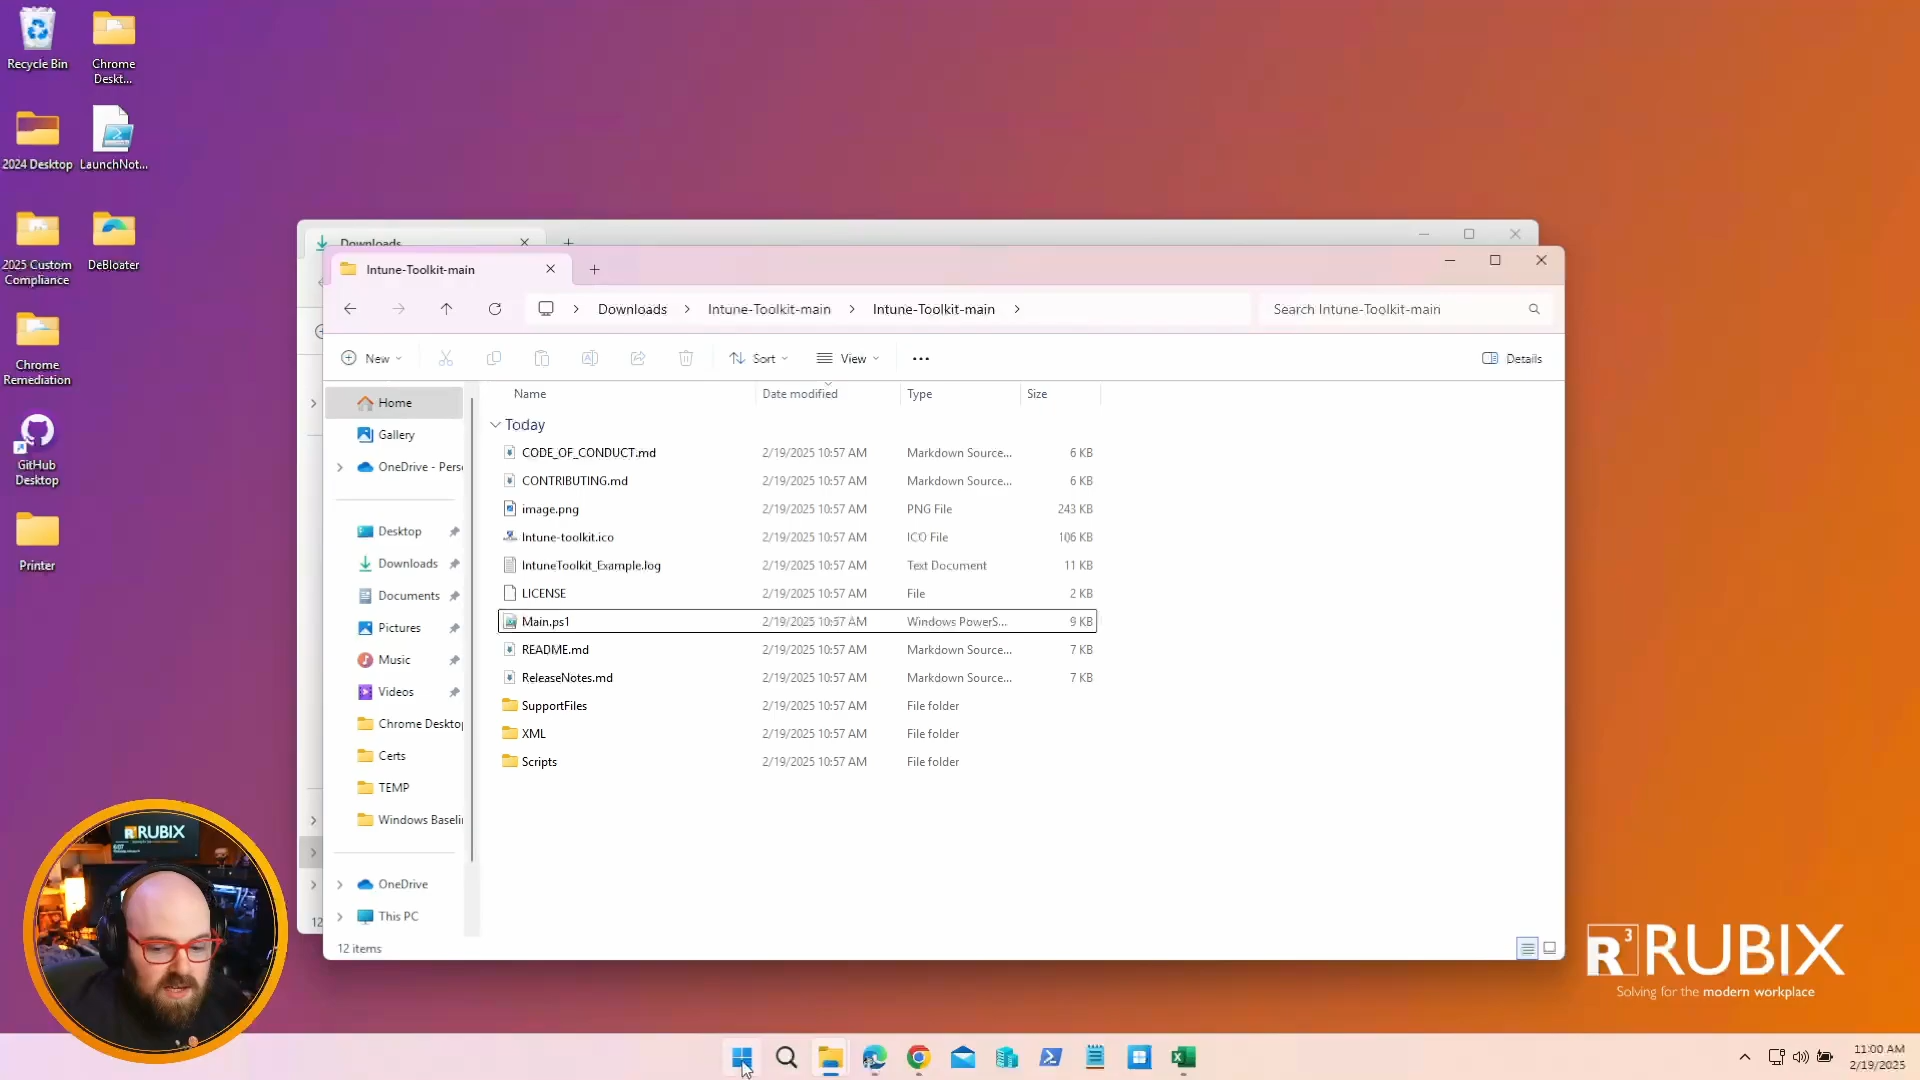 Recycle Bin
Chrome
Deskt...
2024 Desktop
LaunchNot...
2025 Custom
Compliance
DeBloater
Chrome
Remediation
GitHub
Desktop
Printer
Downloads
Intune-Toolkit-main
Downloads
Intune-Toolkit-main
Intune-Toolkit-main
Search Intune-Toolkit-main
New
Sort
View
Details
Home
Gallery
OneDrive - Pers
Desktop
Downloads
Documents
Pictures
Music
Videos
Chrome Desktop
Certs
TEMP
Windows Baselin
OneDrive
This PC
Name Date modified Type Size
Today
CODE_OF_CONDUCT.md 2/19/2025 10:57 AM Markdown Source... 6 KB
CONTRIBUTING.md 2/19/2025 10:57 AM Markdown Source... 6 KB
image.png 2/19/2025 10:57 AM PNG File 243 KB
Intune-toolkit.ico 2/19/2025 10:57 AM ICO File 106 KB
IntuneToolkit_Example.log 2/19/2025 10:57 AM Text Document 11 KB
LICENSE 2/19/2025 10:57 AM File 2 KB
Main.ps1 2/19/2025 10:57 AM Windows PowerS... 9 KB
README.md 2/19/2025 10:57 AM Markdown Source... 7 KB
ReleaseNotes.md 2/19/2025 10:57 AM Markdown Source... 7 KB
SupportFiles 2/19/2025 10:57 AM File folder
XML 2/19/2025 10:57 AM File folder
Scripts 2/19/2025 10:57 AM File folder
12
12 items
RUBIX
R3 RUBIX
Solving for the modern workplace
11:00 AM
2/19/2025